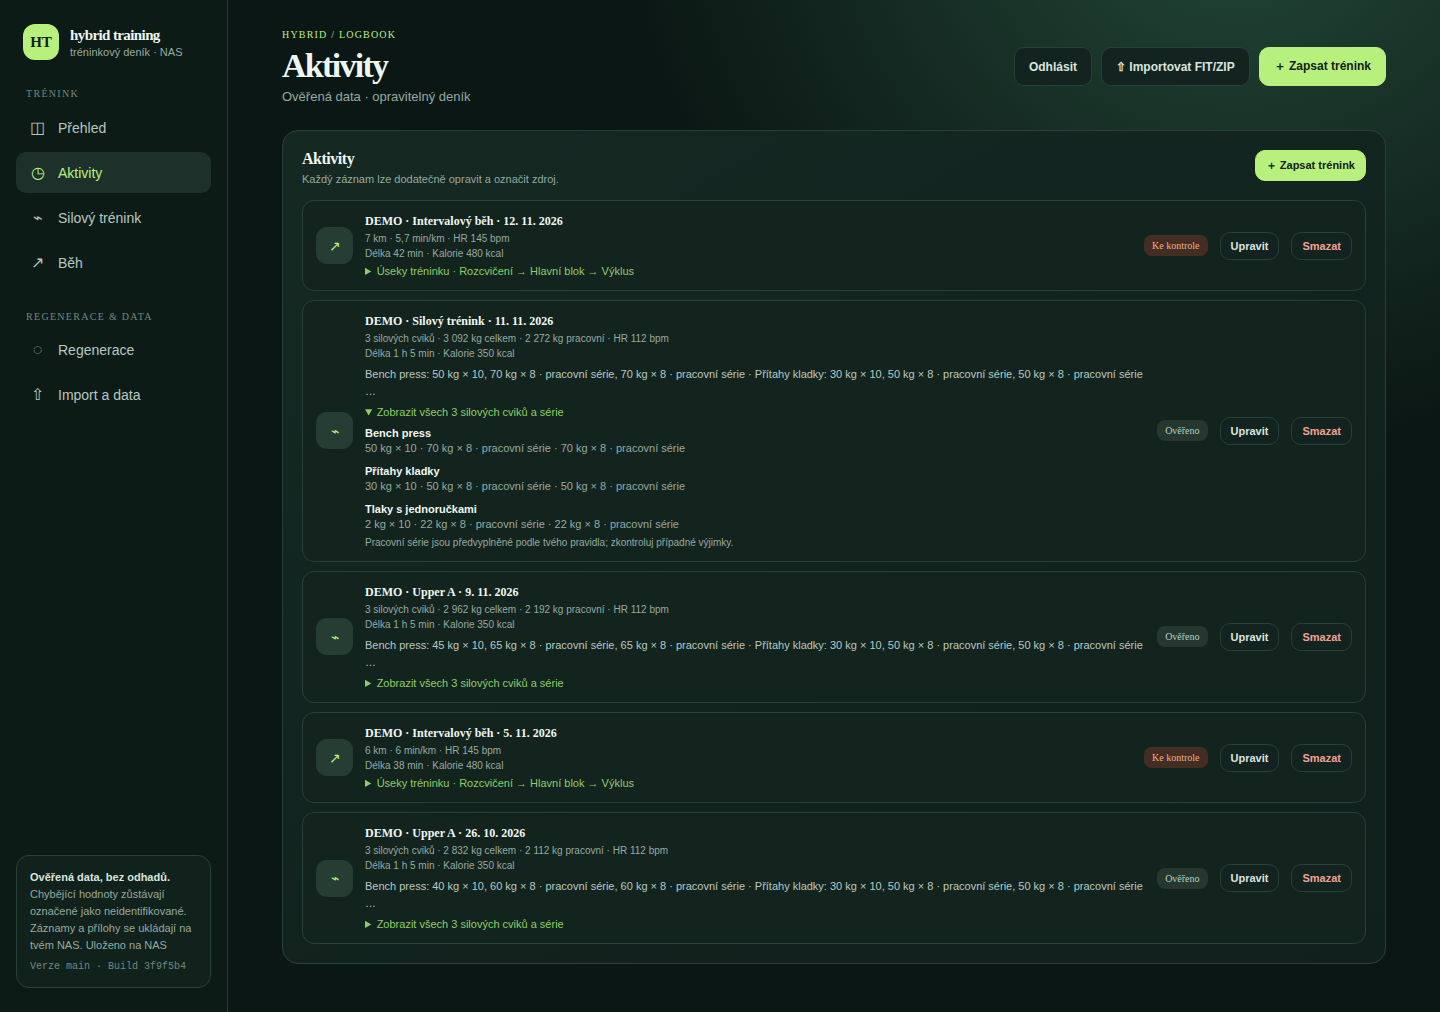 HT
hybrid training
tréninkový deník · NAS
TRÉNINK
Přehled
Aktivity
Silový trénink
Běh
REGENERACE & DATA
Regenerace
Import a data
Ověřená data, bez odhadů.
Chybějící hodnoty zůstávají
označené jako neidentifikované.
Záznamy a přílohy se ukládají na
tvém NAS. Uloženo na NAS
Verze main · Build 3f9f5b4
HYBRID / LOGBOOK
Aktivity
Ověřená data · opravitelný deník
Odhlásit
⇧ Importovat FIT/ZIP
＋ Zapsat trénink
Aktivity
Každý záznam lze dodatečně opravit a označit zdroj.
＋ Zapsat trénink
DEMO · Intervalový běh · 12. 11. 2026
7 km · 5,7 min/km · HR 145 bpm
Délka 42 min · Kalorie 480 kcal
▶ Úseky tréninku · Rozcvičení → Hlavní blok → Výklus
Ke kontrole
Upravit
Smazat
DEMO · Silový trénink · 11. 11. 2026
3 silových cviků · 3 092 kg celkem · 2 272 kg pracovní · HR 112 bpm
Délka 1 h 5 min · Kalorie 350 kcal
Bench press: 50 kg × 10, 70 kg × 8 · pracovní série, 70 kg × 8 · pracovní série · Přítahy kladky: 30 kg × 10, 50 kg × 8 · pracovní série, 50 kg × 8 · pracovní série
…
▼ Zobrazit všech 3 silových cviků a série
Bench press
50 kg × 10 · 70 kg × 8 · pracovní série · 70 kg × 8 · pracovní série
Přítahy kladky
30 kg × 10 · 50 kg × 8 · pracovní série · 50 kg × 8 · pracovní série
Tlaky s jednoručkami
2 kg × 10 · 22 kg × 8 · pracovní série · 22 kg × 8 · pracovní série
Pracovní série jsou předvyplněné podle tvého pravidla; zkontroluj případné výjimky.
Ověřeno
Upravit
Smazat
DEMO · Upper A · 9. 11. 2026
3 silových cviků · 2 962 kg celkem · 2 192 kg pracovní · HR 112 bpm
Délka 1 h 5 min · Kalorie 350 kcal
Bench press: 45 kg × 10, 65 kg × 8 · pracovní série, 65 kg × 8 · pracovní série · Přítahy kladky: 30 kg × 10, 50 kg × 8 · pracovní série, 50 kg × 8 · pracovní série
…
▶ Zobrazit všech 3 silových cviků a série
Ověřeno
Upravit
Smazat
DEMO · Intervalový běh · 5. 11. 2026
6 km · 6 min/km · HR 145 bpm
Délka 38 min · Kalorie 480 kcal
▶ Úseky tréninku · Rozcvičení → Hlavní blok → Výklus
Ke kontrole
Upravit
Smazat
DEMO · Upper A · 26. 10. 2026
3 silových cviků · 2 832 kg celkem · 2 112 kg pracovní · HR 112 bpm
Délka 1 h 5 min · Kalorie 350 kcal
Bench press: 40 kg × 10, 60 kg × 8 · pracovní série, 60 kg × 8 · pracovní série · Přítahy kladky: 30 kg × 10, 50 kg × 8 · pracovní série, 50 kg × 8 · pracovní série
…
▶ Zobrazit všech 3 silových cviků a série
Ověřeno
Upravit
Smazat